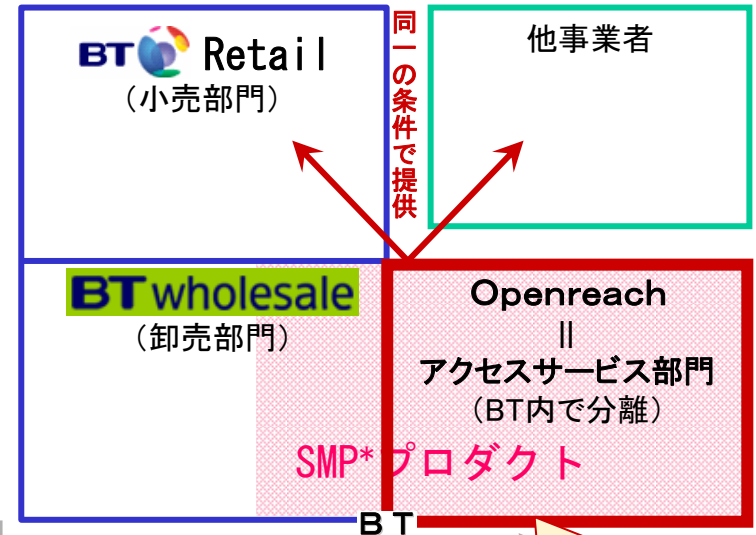 BT Retail
（小売部門）
同一の条件で提供
他事業者
BT wholesale
（卸売部門）
Openreach
||
アクセスサービス部門
（BT内で分離）
SMP*プロダクト
ＢＴ